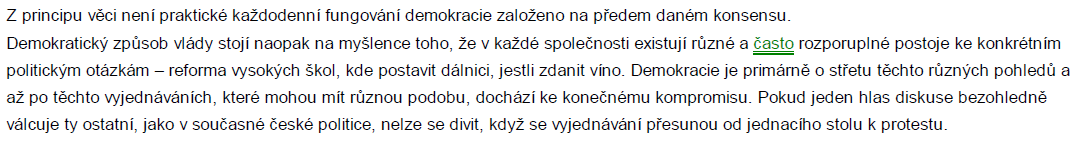 Z principu věci není praktické každodenní fungování demokracie založeno na předem daném konsensu.
Demokratický způsob vlády stojí naopak na myšlence toho, že v každé společnosti existují různé a často rozporuplné postoje ke konkrétním
politickým otázkám – reforma vysokých škol, kde postavit dálnici, jestli zdanit víno. Demokracie je primárně o střetu těchto různých pohledů a
až po těchto vyjednáváních, které mohou mít různou podobu, dochází ke konečnému kompromisu. Pokud jeden hlas diskuse bezohledně
válcuje ty ostatní, jako v současné české politice, nelze se divit, když se vyjednávání přesunou od jednacího stolu k protestu.